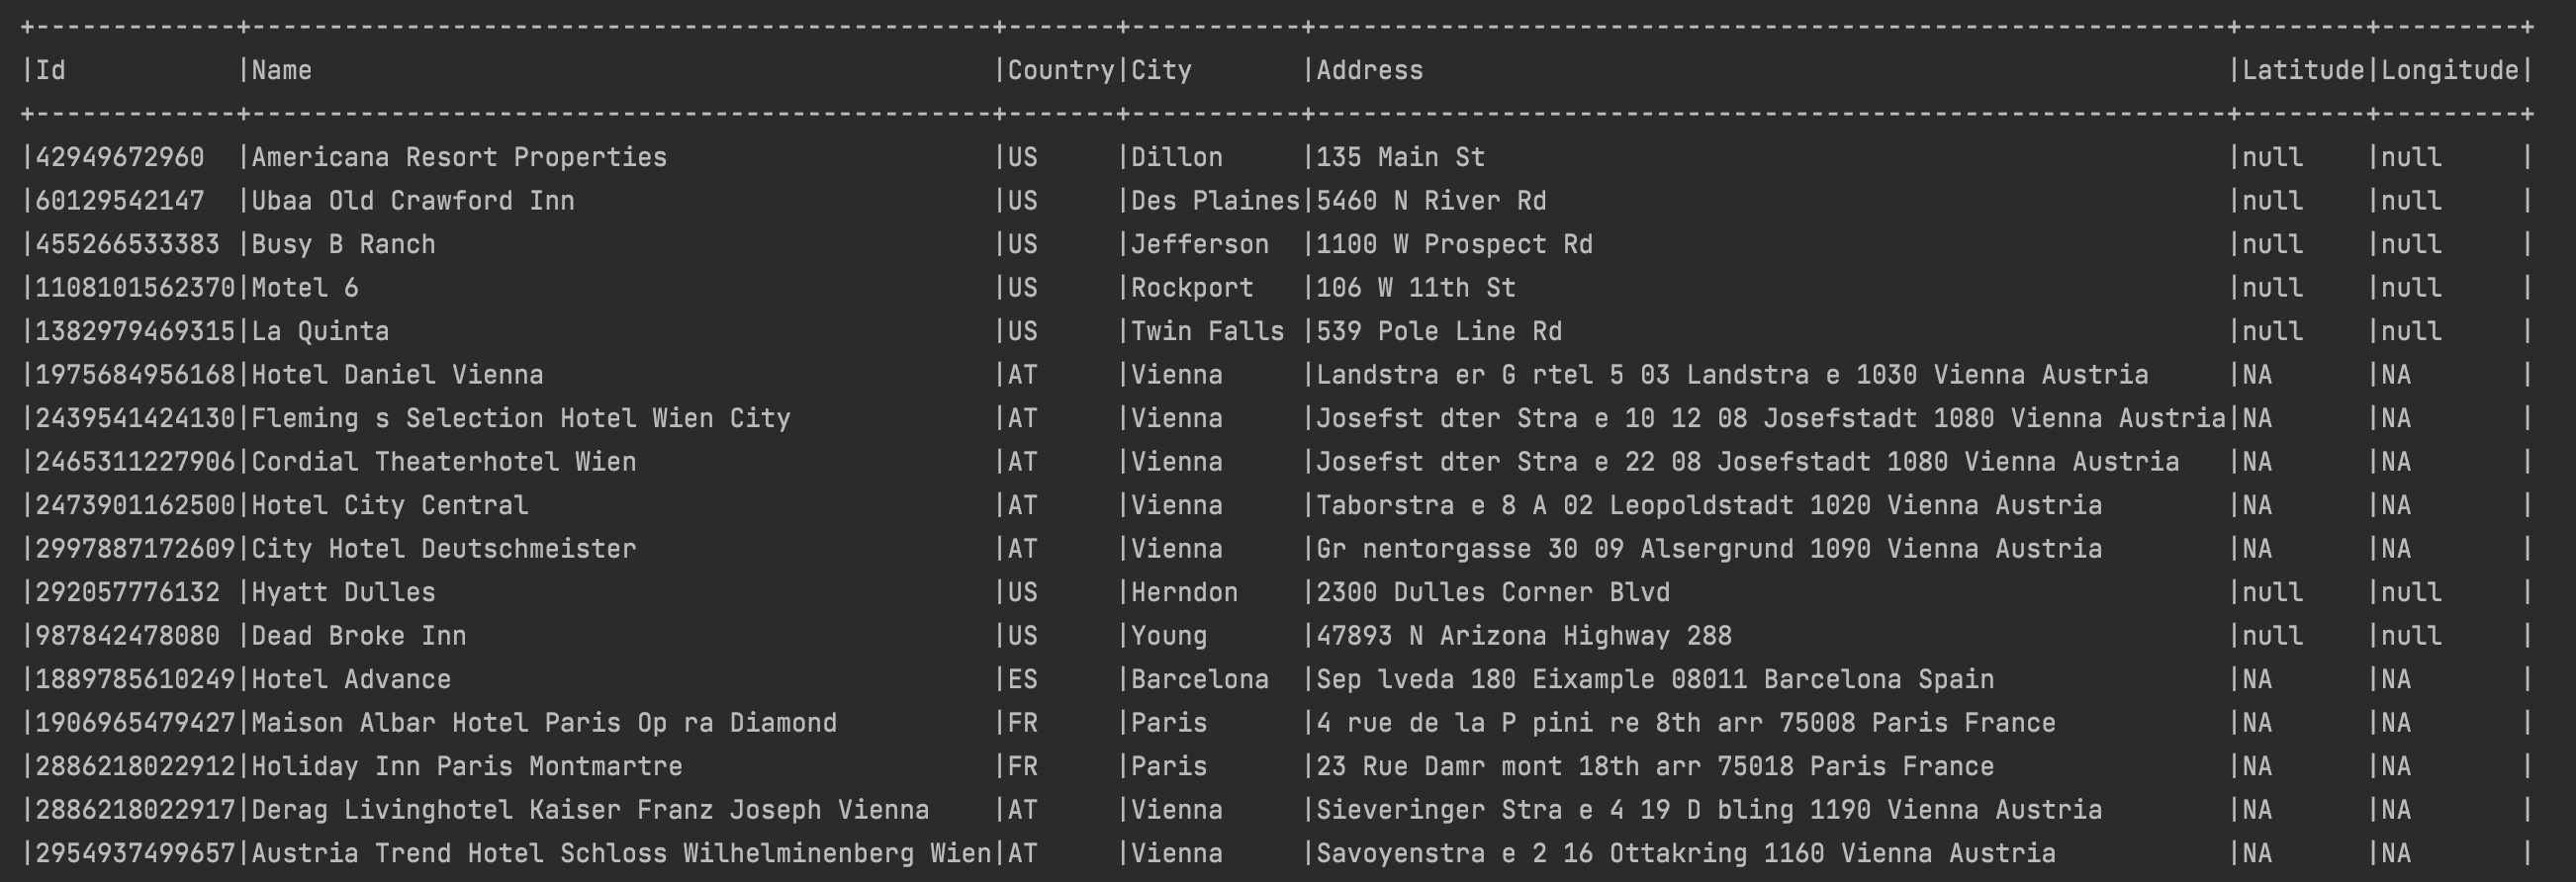 +-------------+------------------------------------------------+-------+-----------+-----------------------------------------------------------+--------+---------+
|Id           |Name                                            |Country|City       |Address                                                    |Latitude|Longitude|
+-------------+------------------------------------------------+-------+-----------+-----------------------------------------------------------+--------+---------+
|42949672960  |Americana Resort Properties                     |US     |Dillon     |135 Main St                                                |null    |null     |
|60129542147  |Ubaa Old Crawford Inn                           |US     |Des Plaines|5460 N River Rd                                            |null    |null     |
|455266533383 |Busy B Ranch                                    |US     |Jefferson  |1100 W Prospect Rd                                         |null    |null     |
|1108101562370|Motel 6                                         |US     |Rockport   |106 W 11th St                                              |null    |null     |
|1382979469315|La Quinta                                       |US     |Twin Falls |539 Pole Line Rd                                           |null    |null     |
|1975684956168|Hotel Daniel Vienna                             |AT     |Vienna     |Landstra er G rtel 5 03 Landstra e 1030 Vienna Austria     |NA      |NA       |
|2439541424130|Fleming s Selection Hotel Wien City             |AT     |Vienna     |Josefst dter Stra e 10 12 08 Josefstadt 1080 Vienna Austria|NA      |NA       |
|2465311227906|Cordial Theaterhotel Wien                       |AT     |Vienna     |Josefst dter Stra e 22 08 Josefstadt 1080 Vienna Austria   |NA      |NA       |
|2473901162500|Hotel City Central                              |AT     |Vienna     |Taborstra e 8 A 02 Leopoldstadt 1020 Vienna Austria        |NA      |NA       |
|2997887172609|City Hotel Deutschmeister                       |AT     |Vienna     |Gr nentorgasse 30 09 Alsergrund 1090 Vienna Austria        |NA      |NA       |
|292057776132 |Hyatt Dulles                                    |US     |Herndon    |2300 Dulles Corner Blvd                                    |null    |null     |
|987842478080 |Dead Broke Inn                                  |US     |Young      |47893 N Arizona Highway 288                                |null    |null     |
|1889785610249|Hotel Advance                                   |ES     |Barcelona  |Sep lveda 180 Eixample 08011 Barcelona Spain               |NA      |NA       |
|1906965479427|Maison Albar Hotel Paris Op ra Diamond          |FR     |Paris      |4 rue de la P pini re 8th arr 75008 Paris France           |NA      |NA       |
|2886218022912|Holiday Inn Paris Montmartre                    |FR     |Paris      |23 Rue Damr mont 18th arr 75018 Paris France               |NA      |NA       |
|2886218022917|Derag Livinghotel Kaiser Franz Joseph Vienna    |AT     |Vienna     |Sieveringer Stra e 4 19 D bling 1190 Vienna Austria        |NA      |NA       |
|2954937499657|Austria Trend Hotel Schloss Wilhelminenberg Wien|AT     |Vienna     |Savoyenstra e 2 16 Ottakring 1160 Vienna Austria           |NA      |NA       |